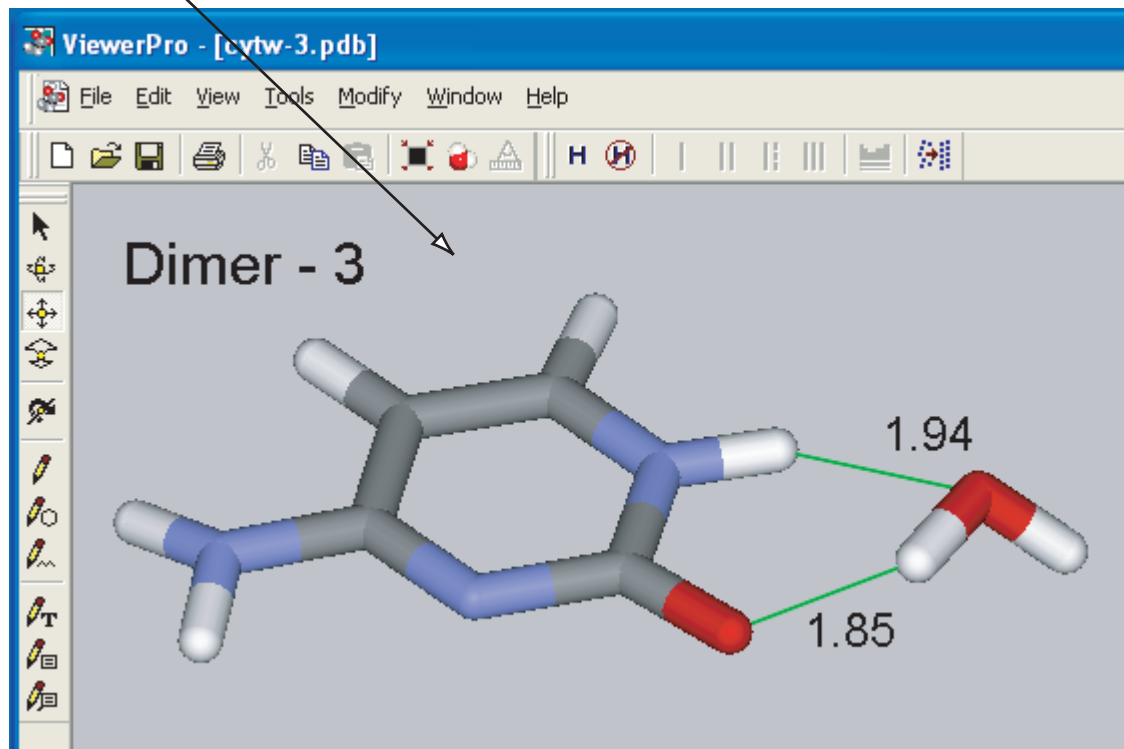 ViewerPro - [cytw-3.pdb]
File Edit View Tools Modify Window Help
H H
Dimer - 3
1.94
1.85
T